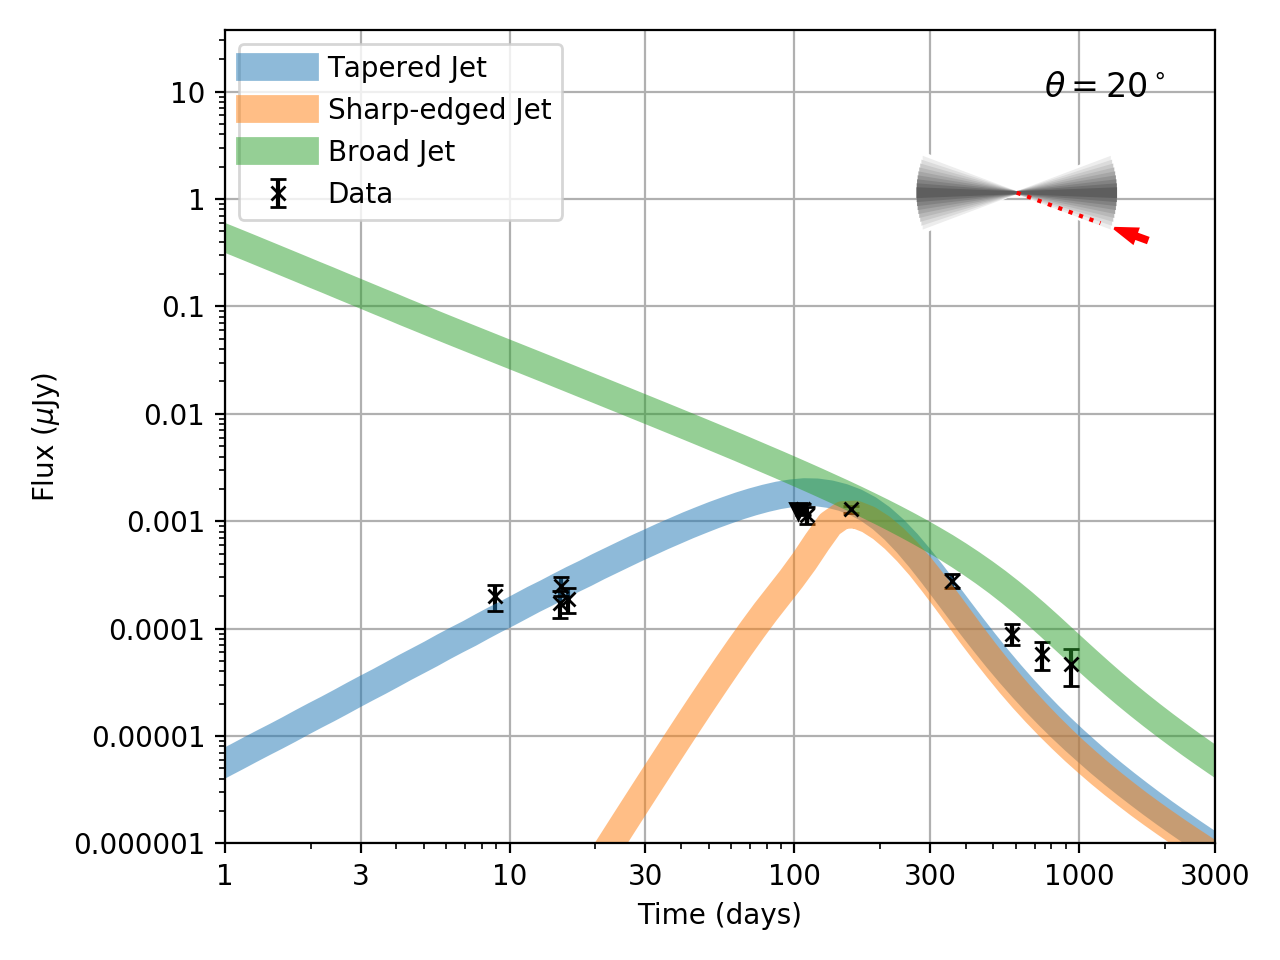 Tapered Jet
Sharp-edged Jet
Broad Jet
Data
θ = 20°
10
1
0.1
0.01
0.001
0.0001
0.00001
0.000001
Flux (μJy)
1 3 10 30 100 300 1000 3000
Time (days)